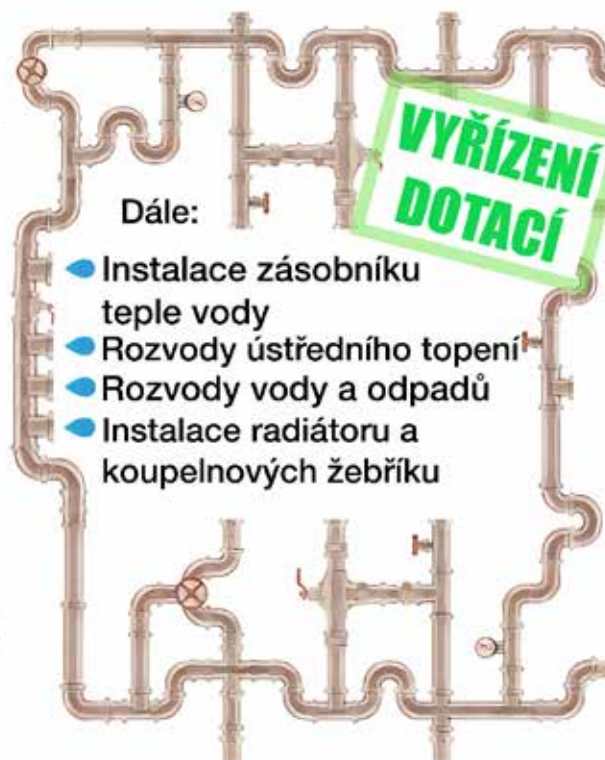 VYŘÍZENÍ
DOTACÍ
Dále:
Instalace zásobníku
teple vody
Rozvody ústředního topení
Rozvody vody a odpadů
Instalace radiátoru a
koupelnových žebříku